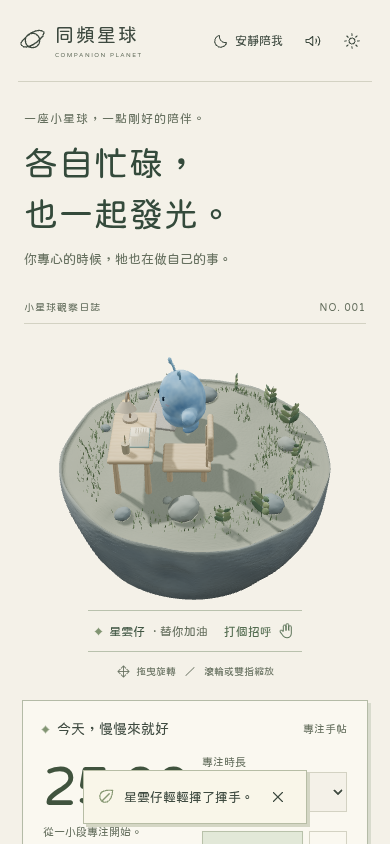 同頻星球
COMPANION PLANET
安靜陪我
一座小星球，一點剛好的陪伴。
各自忙碌，
也一起發光。
你專心的時候，牠也在做自己的事。
小星球觀察日誌
NO. 001
星雲仔 · 替你加油
打個招呼
拖曳旋轉 ／ 滾輪或雙指縮放
今天，慢慢來就好
專注手帖
專注時長
星雲仔輕輕揮了揮手。
從一小段專注開始。